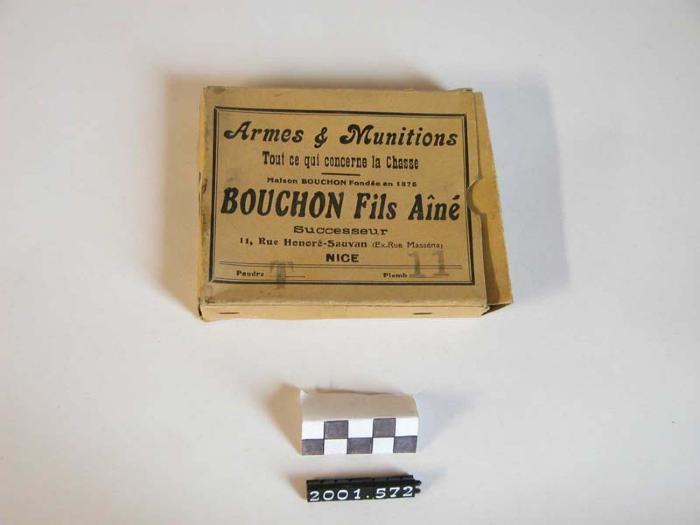 Armes & Munitions
Tout ce qui concerne la Chasse
Maison BOUCHON Fondée en 1876
BOUCHON Fils Aîné
Successeur
11, Rue Honoré-Sauvan (Ex.Rue Masséna)
NICE
Poudre T Plomb 11
2001.572